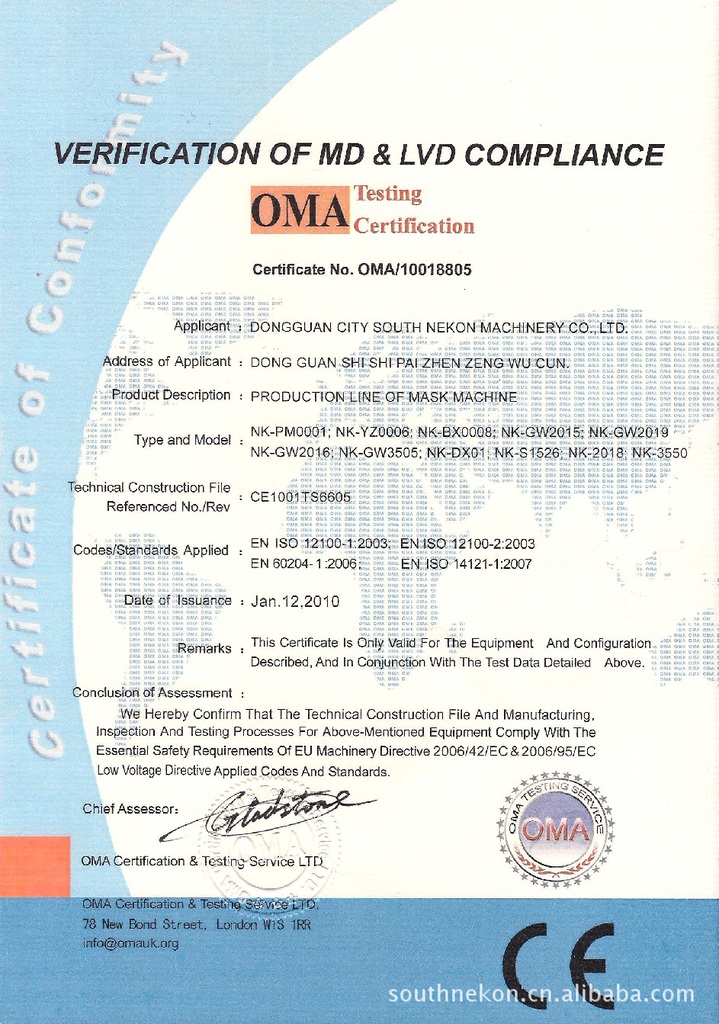 Certificate of Conformity
VERIFICATION OF MD & LVD COMPLIANCE
OMA Testing
Certification
Certificate No. OMA/10018805
Applicant : DONGGUAN CITY SOUTH NEKON MACHINERY CO., LTD.
Address of Applicant : DONG GUAN SHI SHI PAI ZHEN ZENG WU CUN.
Product Description : PRODUCTION LINE OF MASK MACHINE
Type and Model : NK-PM0001; NK-YZ0006; NK-BX0008; NK-GW2015; NK-GW2019
NK-GW2016; NK-GW3505; NK-DX01; NK-S1526; NK-2018; NK-3550
Technical Construction File
Referenced No./Rev : CE1001TS6605
Codes/Standards Applied : EN ISO 12100-1:2003; EN ISO 12100-2:2003
EN 60204-1:2006; EN ISO 14121-1:2007
Date of Issuance : Jan.12,2010
Remarks : This Certificate Is Only Valid For The Equipment And Configuration
Described, And In Conjunction With The Test Data Detailed Above.
Conclusion of Assessment :
We Hereby Confirm That The Technical Construction File And Manufacturing,
Inspection And Testing Processes For Above-Mentioned Equipment Comply With The
Essential Safety Requirements Of EU Machinery Directive 2006/42/EC & 2006/95/EC
Low Voltage Directive Applied Codes And Standards.
Chief Assessor: Gladstone
OMA TESTING SERVICE
OMA
OMA Certification & Testing Service LTD
OMA Certification & Testing Service LTD.
78 New Bond Street, London W1S 1RR
info@omauk.org
CE
southnekon.cn.alibaba.com